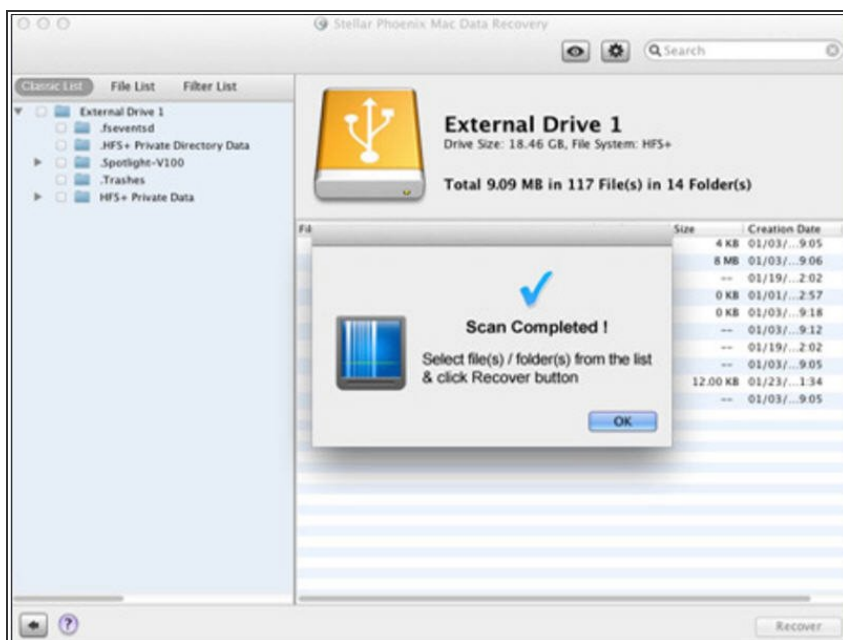 Stellar Phoenix Mac Data Recovery
Search
Classic List File List Filter List
External Drive 1
.fseventsd
.HFS+ Private Directory Data
.Spotlight-V100
.Trashes
HFS+ Private Data
External Drive 1
Drive Size: 18.46 GB, File System: HFS+
Total 9.09 MB in 117 File(s) in 14 Folder(s)
Size Creation Date
4 KB 01/03/...9:05
8 MB 01/03/...9:06
-- 01/19/...2:02
0 KB 01/01/...2:57
0 KB 01/03/...9:18
-- 01/03/...9:12
-- 01/19/...2:02
-- 01/03/...9:05
12.00 KB 01/23/...1:34
-- 01/03/...9:05
Scan Completed !
Select file(s) / folder(s) from the list
& click Recover button
OK
?
Recover